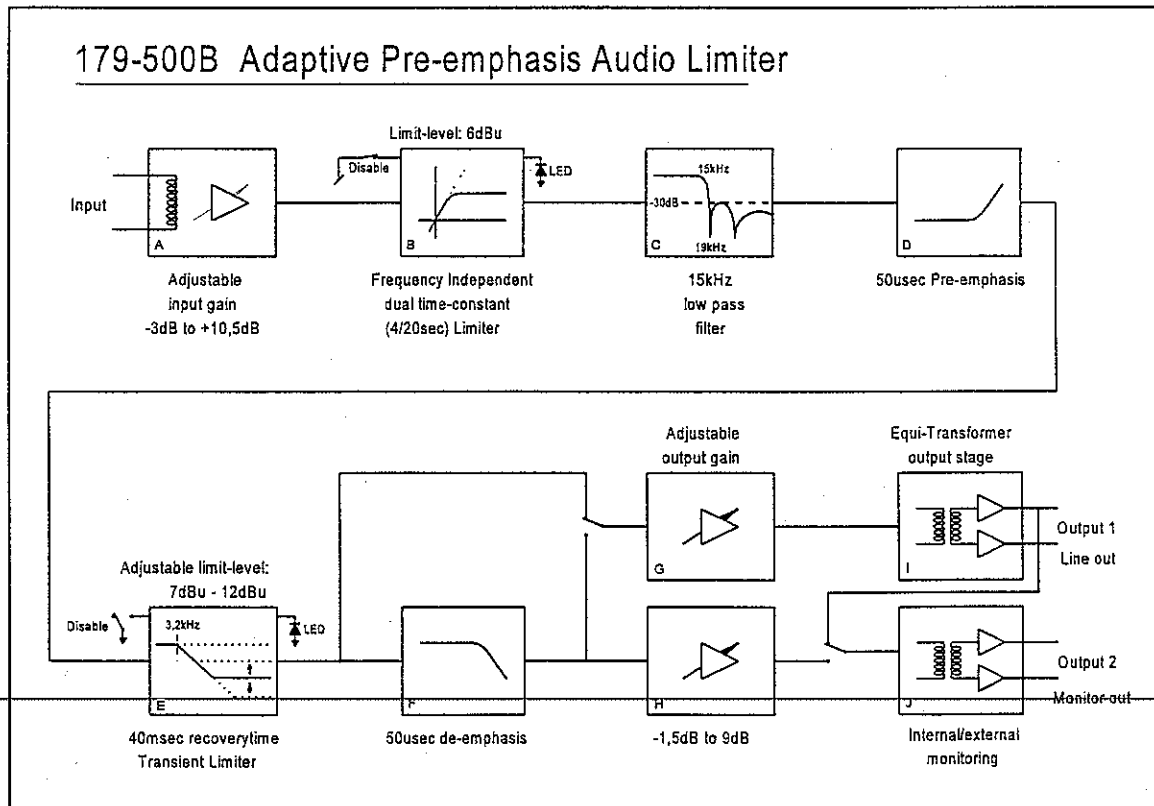 179-500B Adaptive Pre-emphasis Audio Limiter
Limit-level: 6dBu
Disable
LED
Input
A
B
15kHz
-30dB
19kHz
C
D
Adjustable
input gain
-3dB to +10,5dB
Frequency Independent
dual time-constant
(4/20sec) Limiter
15kHz
low pass
filter
50usec Pre-emphasis
Adjustable
output gain
Equi-Transformer
output stage
G
I
Output 1
Line out
Adjustable limit-level:
7dBu - 12dBu
Disable
3,2kHz
LED
E
F
H
J
Output 2
Monitor out
40msec recoverytime
Transient Limiter
50usec de-emphasis
-1,5dB to 9dB
Internal/external
monitoring